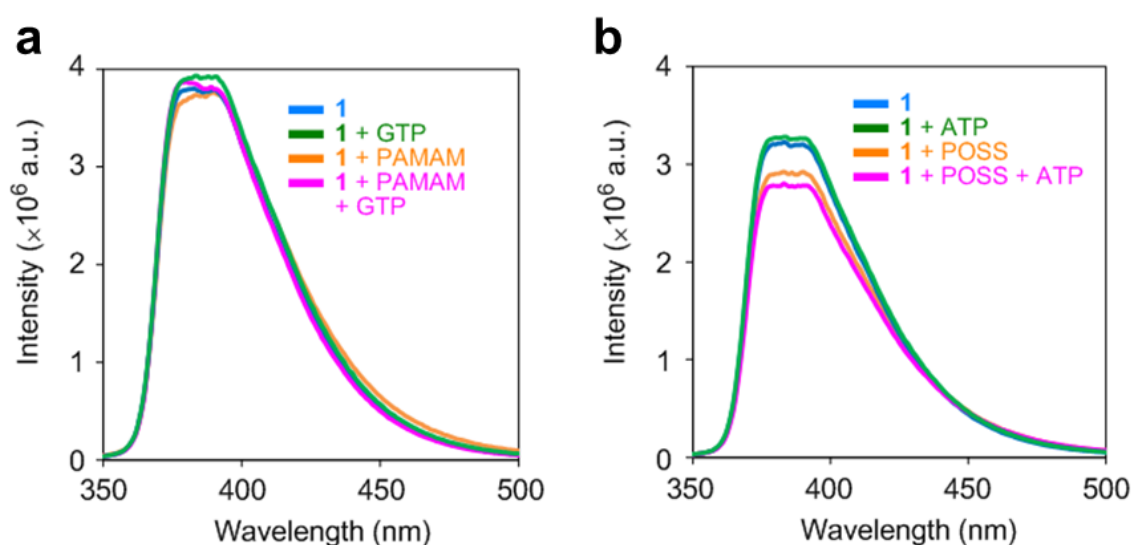 a
4
3
2
1
0
350
400
450
500
Intensity (×10⁶ a.u.)
Wavelength (nm)
1
1 + GTP
1 + PAMAM
1 + PAMAM
+ GTP
b
4
3
2
1
0
350
400
450
500
Intensity (×10⁶ a.u.)
Wavelength (nm)
1
1 + ATP
1 + POSS
1 + POSS + ATP